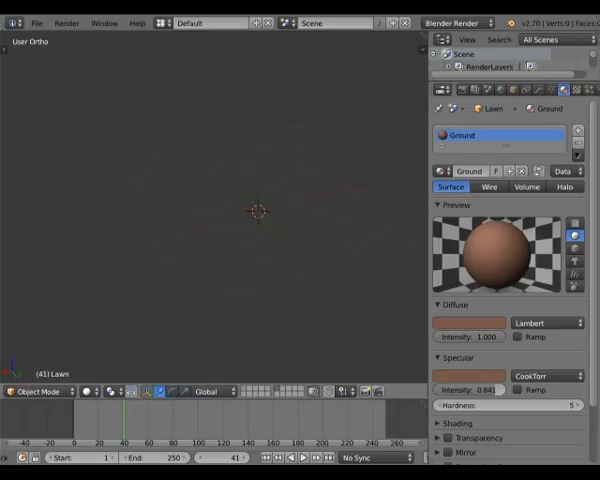 File Render Window Help Default Scene 2 Blender Render v2.70 | Verts:0 | Faces:
User Ortho
View Search All Scenes
Scene
RenderLayers
Lawn Ground
Ground
Ground F Data
Surface Wire Volume Halo
Preview
Diffuse
Lambert
Intensity: 1.000 Ramp
Specular
CookTorr
Intensity: 0.841 Ramp
Hardness: 5
Shading
Transparency
Mirror
(41) Lawn
Object Mode Global
-40 -20 0 20 40 60 80 100 120 140 160 180 200 220 240 260
Start: 1 End: 250 41 No Sync